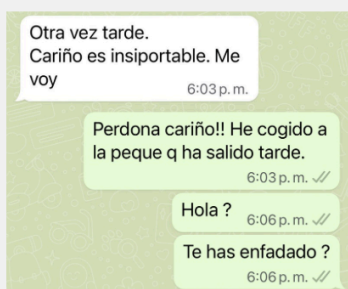 Otra vez tarde.
Cariño es insiportable. Me
voy
6:03 p. m.
Perdona cariño!! He cogido a
la peque q ha salido tarde.
6:03 p. m.
Hola ?
6:06 p. m.
Te has enfadado ?
6:06 p. m.